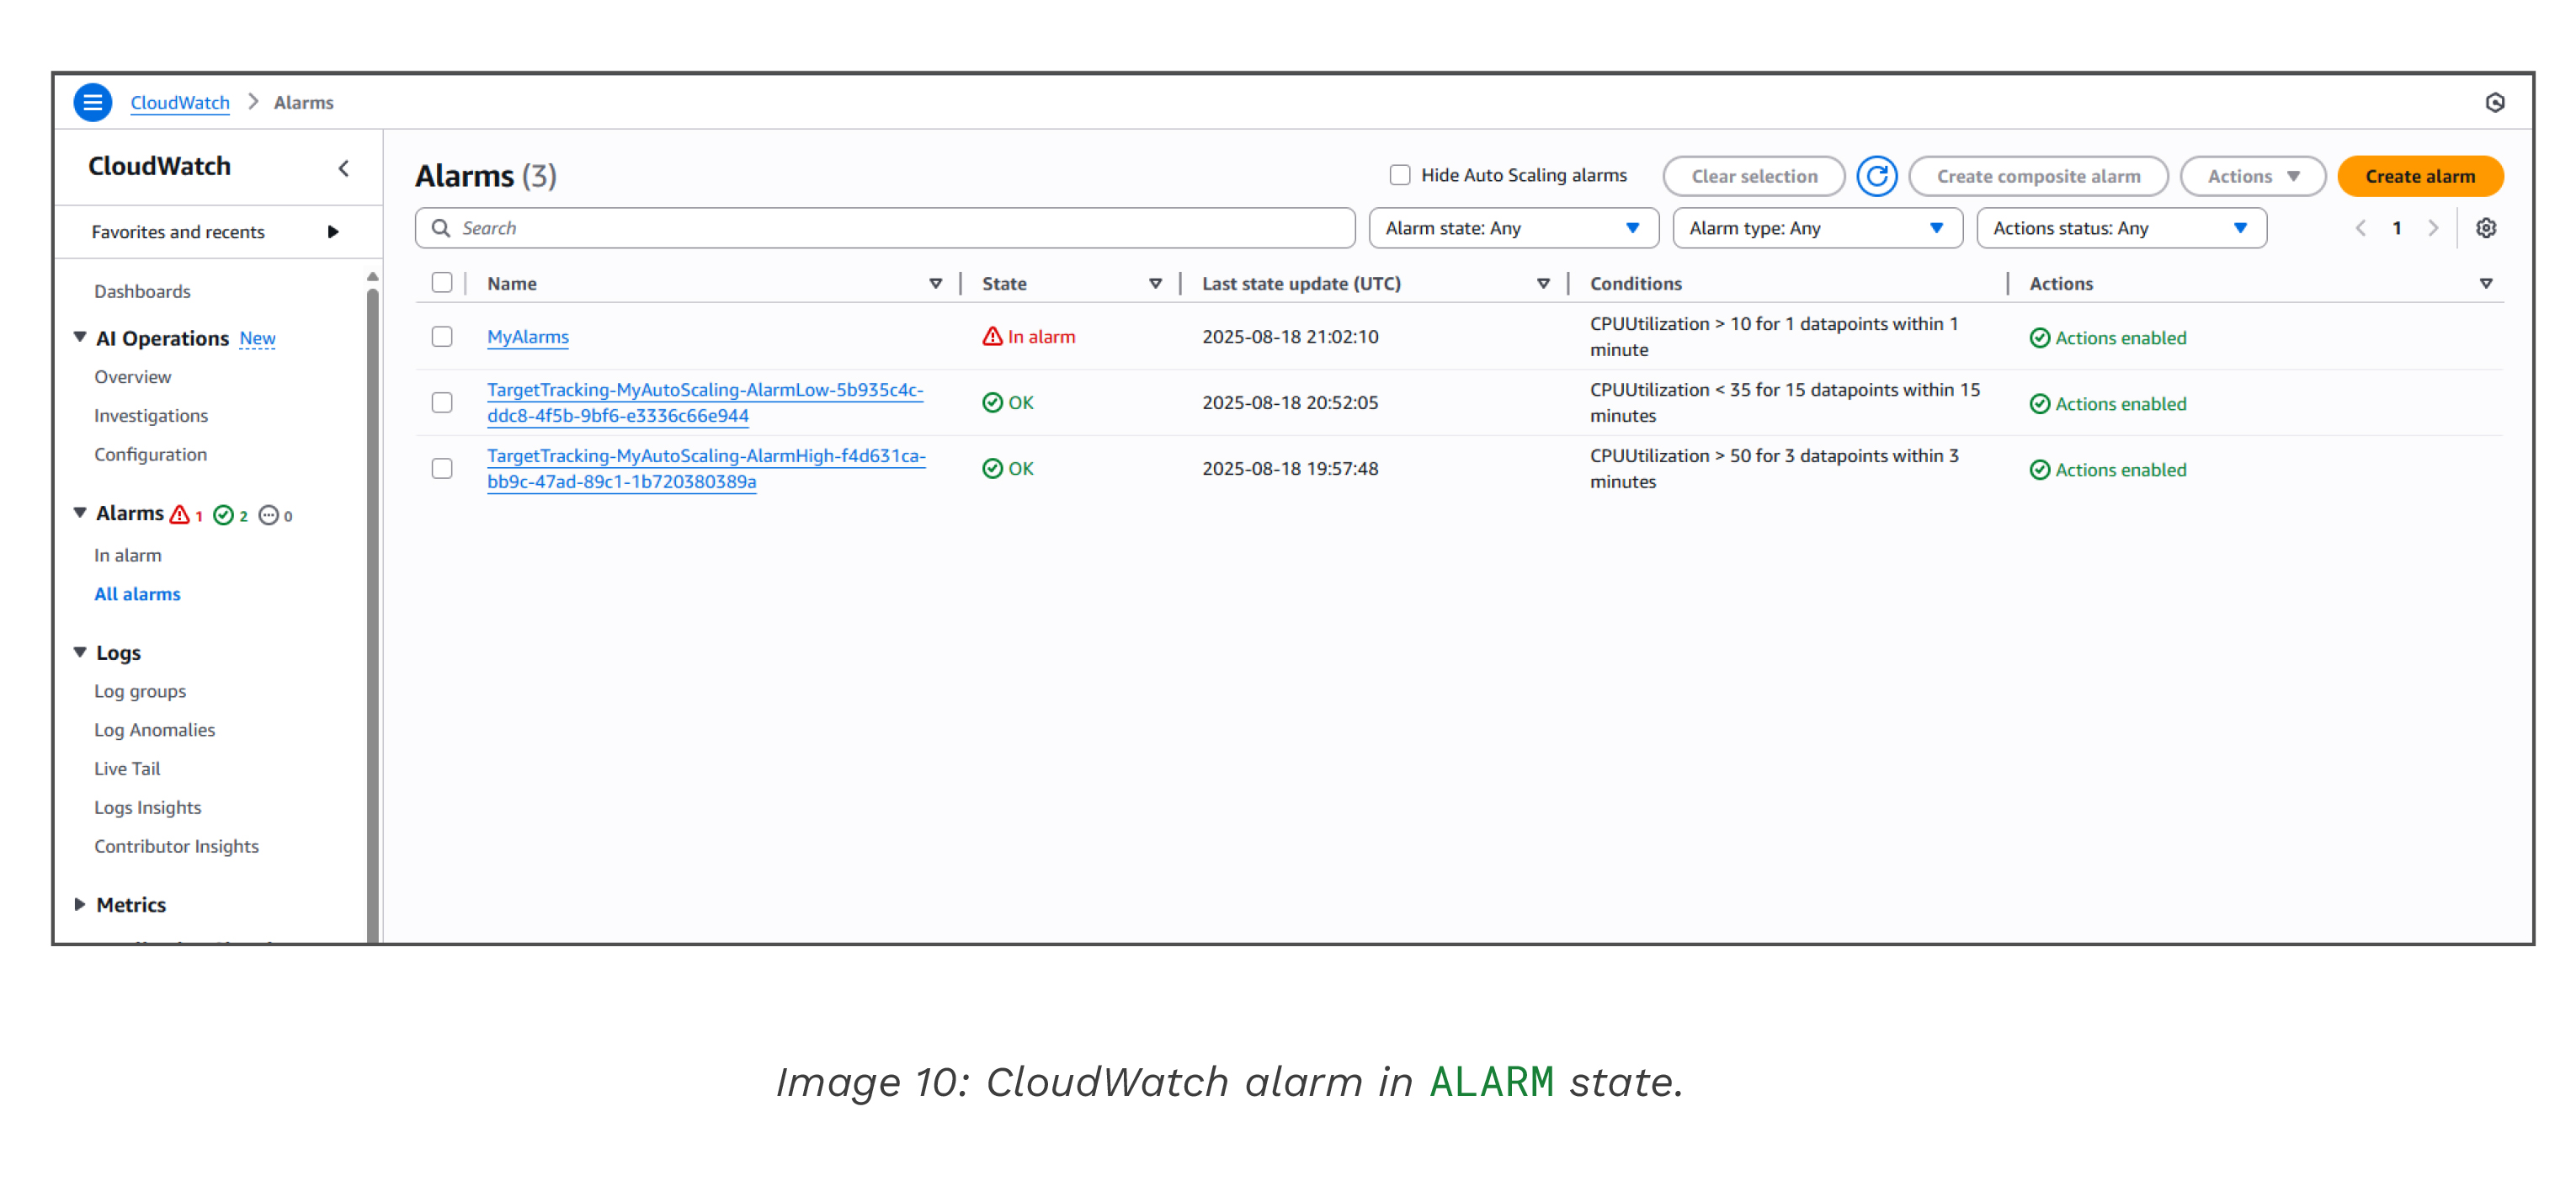 CloudWatch > Alarms
CloudWatch
Favorites and recents
Dashboards
AI Operations New
Overview
Investigations
Configuration
Alarms 1 2 0
In alarm
All alarms
Logs
Log groups
Log Anomalies
Live Tail
Logs Insights
Contributor Insights
Metrics
Alarms (3)
Hide Auto Scaling alarms
Clear selection
Create composite alarm
Actions
Create alarm
Search
Alarm state: Any
Alarm type: Any
Actions status: Any
1
Name State Last state update (UTC) Conditions Actions
MyAlarms In alarm 2025-08-18 21:02:10 CPUUtilization > 10 for 1 datapoints within 1
minute
Actions enabled
TargetTracking-MyAutoScaling-AlarmLow-5b935c4c-
ddc8-4f5b-9bf6-e3336c66e944
OK
2025-08-18 20:52:05
CPUUtilization < 35 for 15 datapoints within 15
minutes
Actions enabled
TargetTracking-MyAutoScaling-AlarmHigh-f4d631ca-
bb9c-47ad-89c1-1b720380389a
OK
2025-08-18 19:57:48
CPUUtilization > 50 for 3 datapoints within 3
minutes
Actions enabled
Image 10: CloudWatch alarm in ALARM state.